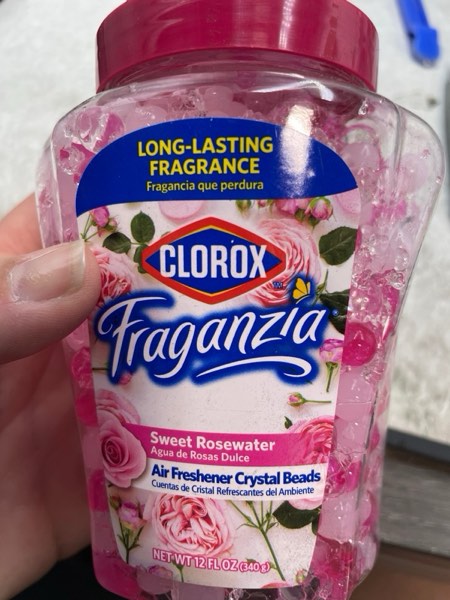 LONG-LASTING
FRAGRANCE
Fragancia que perdura
CLOROX
Fraganzia
Sweet Rosewater
Agua de Rosas Dulce
Air Freshener Crystal Beads
Cuentas de Cristal Refrescantes del Ambiente
NET WT 12 FL OZ (340g)